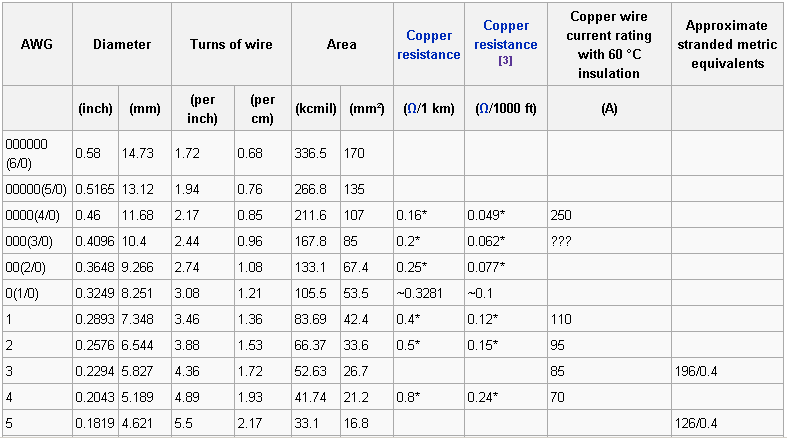 AWG Diameter Turns of wire Area Copper resistance Copper resistance [3] Copper wire current rating with 60 °C insulation Approximate stranded metric equivalents
(inch) (mm) (per inch) (per cm) (kcmil) (mm²) (Ω/1 km) (Ω/1000 ft) (A)
000000 (6/0) 0.58 14.73 1.72 0.68 336.5 170
00000(5/0) 0.5165 13.12 1.94 0.76 266.8 135
0000(4/0) 0.46 11.68 2.17 0.85 211.6 107 0.16* 0.049* 250
000(3/0) 0.4096 10.4 2.44 0.96 167.8 85 0.2* 0.062* ???
00(2/0) 0.3648 9.266 2.74 1.08 133.1 67.4 0.25* 0.077*
0(1/0) 0.3249 8.251 3.08 1.21 105.5 53.5 ~0.3281 ~0.1
1 0.2893 7.348 3.46 1.36 83.69 42.4 0.4* 0.12* 110
2 0.2576 6.544 3.88 1.53 66.37 33.6 0.5* 0.15* 95
3 0.2294 5.827 4.36 1.72 52.63 26.7 85 196/0.4
4 0.2043 5.189 4.89 1.93 41.74 21.2 0.8* 0.24* 70
5 0.1819 4.621 5.5 2.17 33.1 16.8 126/0.4